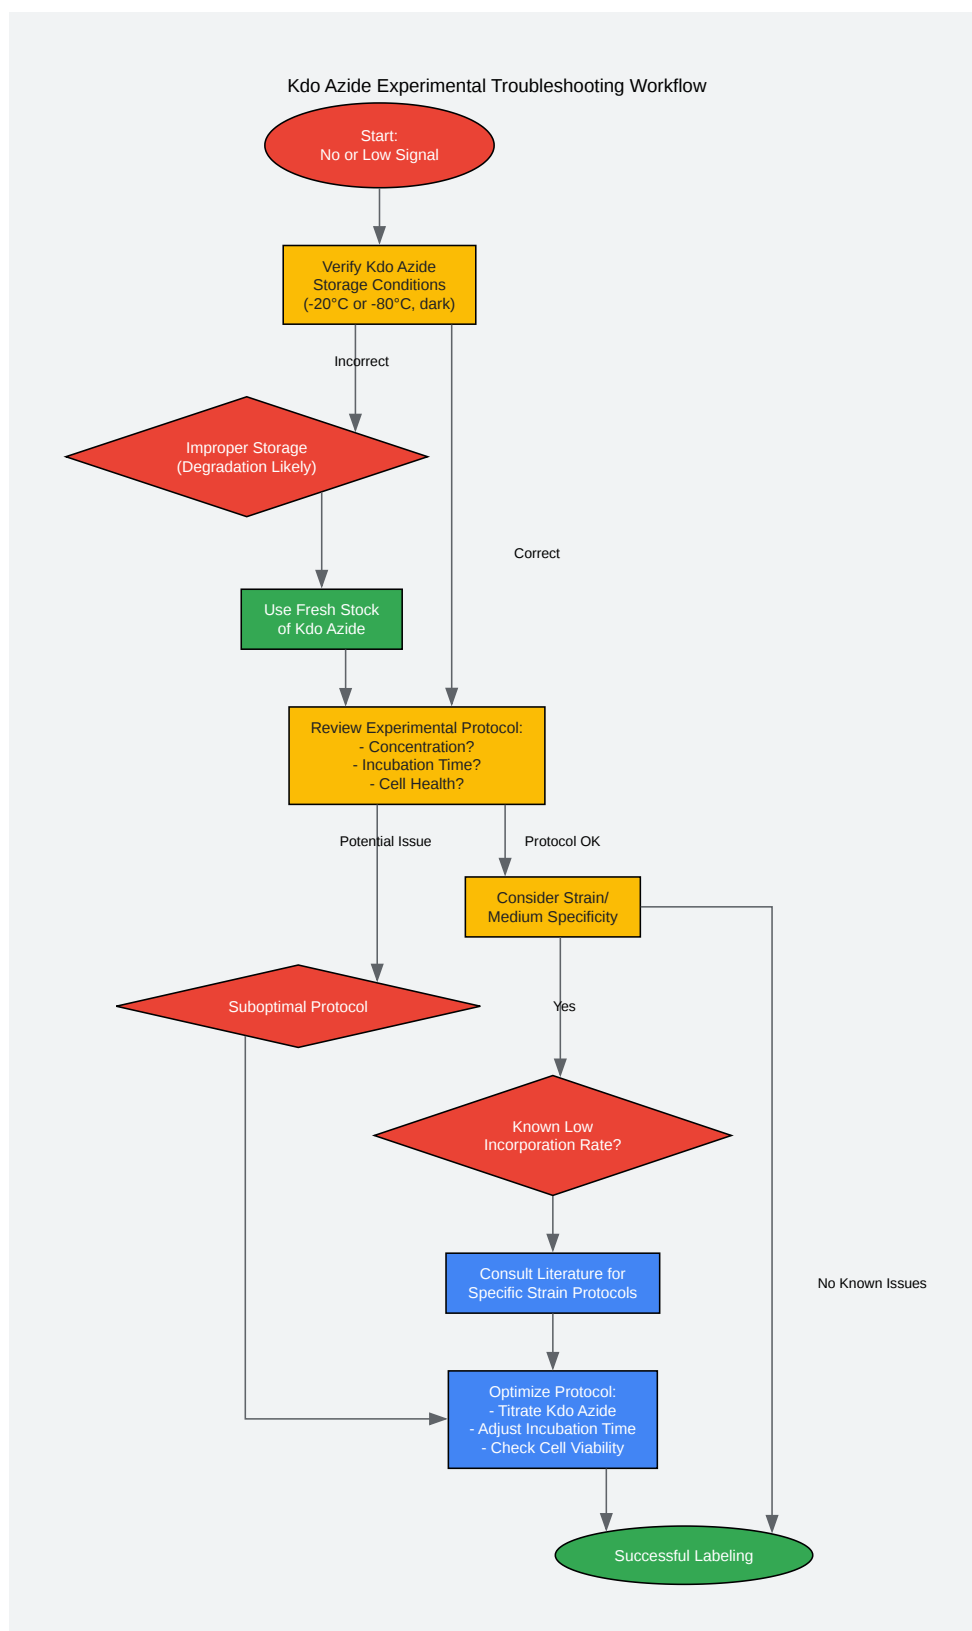 Kdo Azide Experimental Troubleshooting Workflow
Start:
No or Low Signal
Verify Kdo Azide
Storage Conditions
(-20°C or -80°C, dark)
Incorrect
Improper Storage
(Degradation Likely)
Correct
Use Fresh Stock
of Kdo Azide
Review Experimental Protocol:
- Concentration?
- Incubation Time?
- Cell Health?
Potential Issue
Protocol OK
Consider Strain/
Medium Specificity
Suboptimal Protocol
Yes
Known Low
Incorporation Rate?
Consult Literature for
Specific Strain Protocols
No Known Issues
Optimize Protocol:
- Titrate Kdo Azide
- Adjust Incubation Time
- Check Cell Viability
Successful Labeling